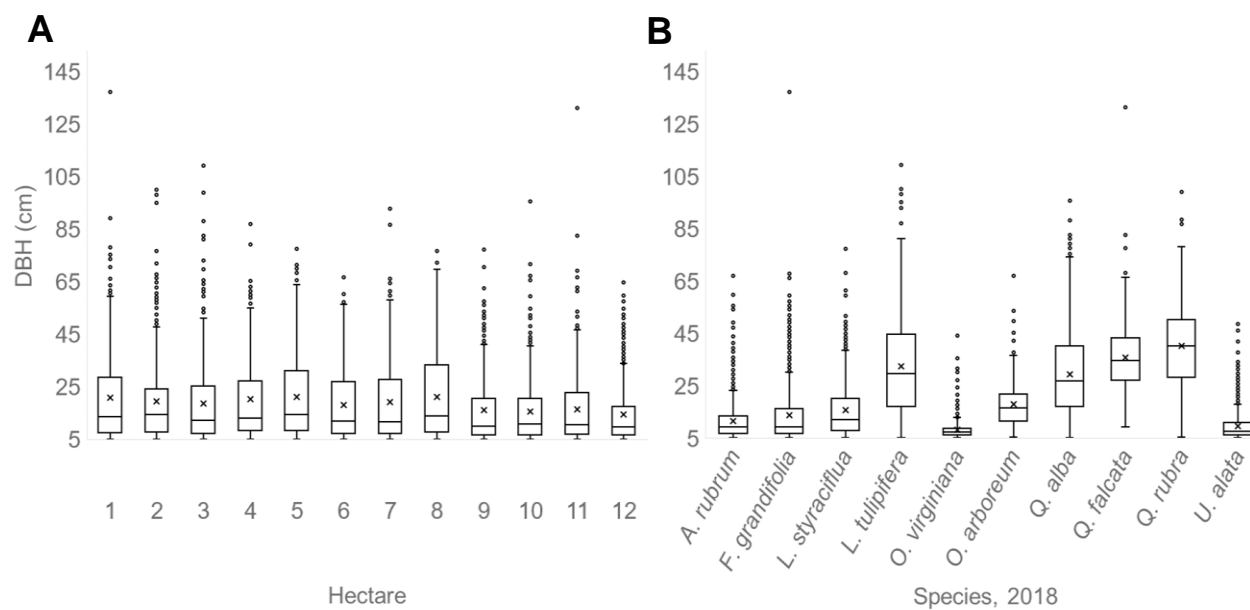 A
145
125
105
85
65
45
25
5
DBH (cm)
1 2 3 4 5 6 7 8 9 10 11 12
Hectare
B
145
125
105
85
65
45
25
5
A. rubrum
F. grandifolia
L. styraciflua
L. tulipifera
O. virginiana
O. arboreum
Q. alba
Q. falcata
Q. rubra
U. alata
Species, 2018